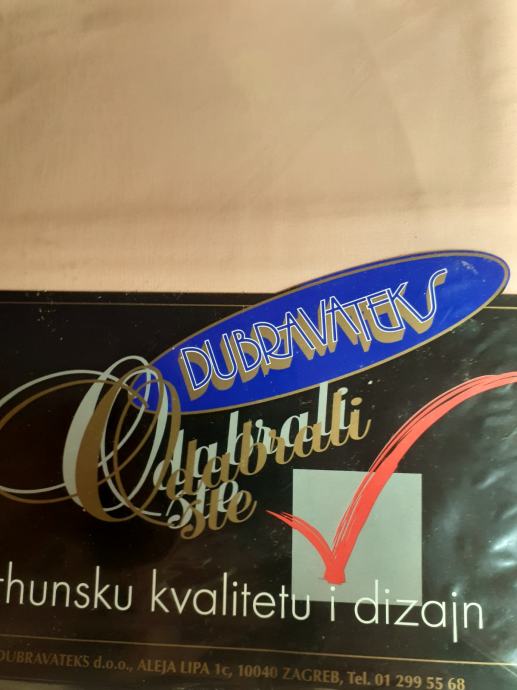 DUBRAVATEKS
Odabrali
ste
rhunsku kvalitetu i dizajn
DUBRAVATEKS d.o.o., ALEJA LIPA 1c, 10040 ZAGREB, Tel. 01 299 55 68